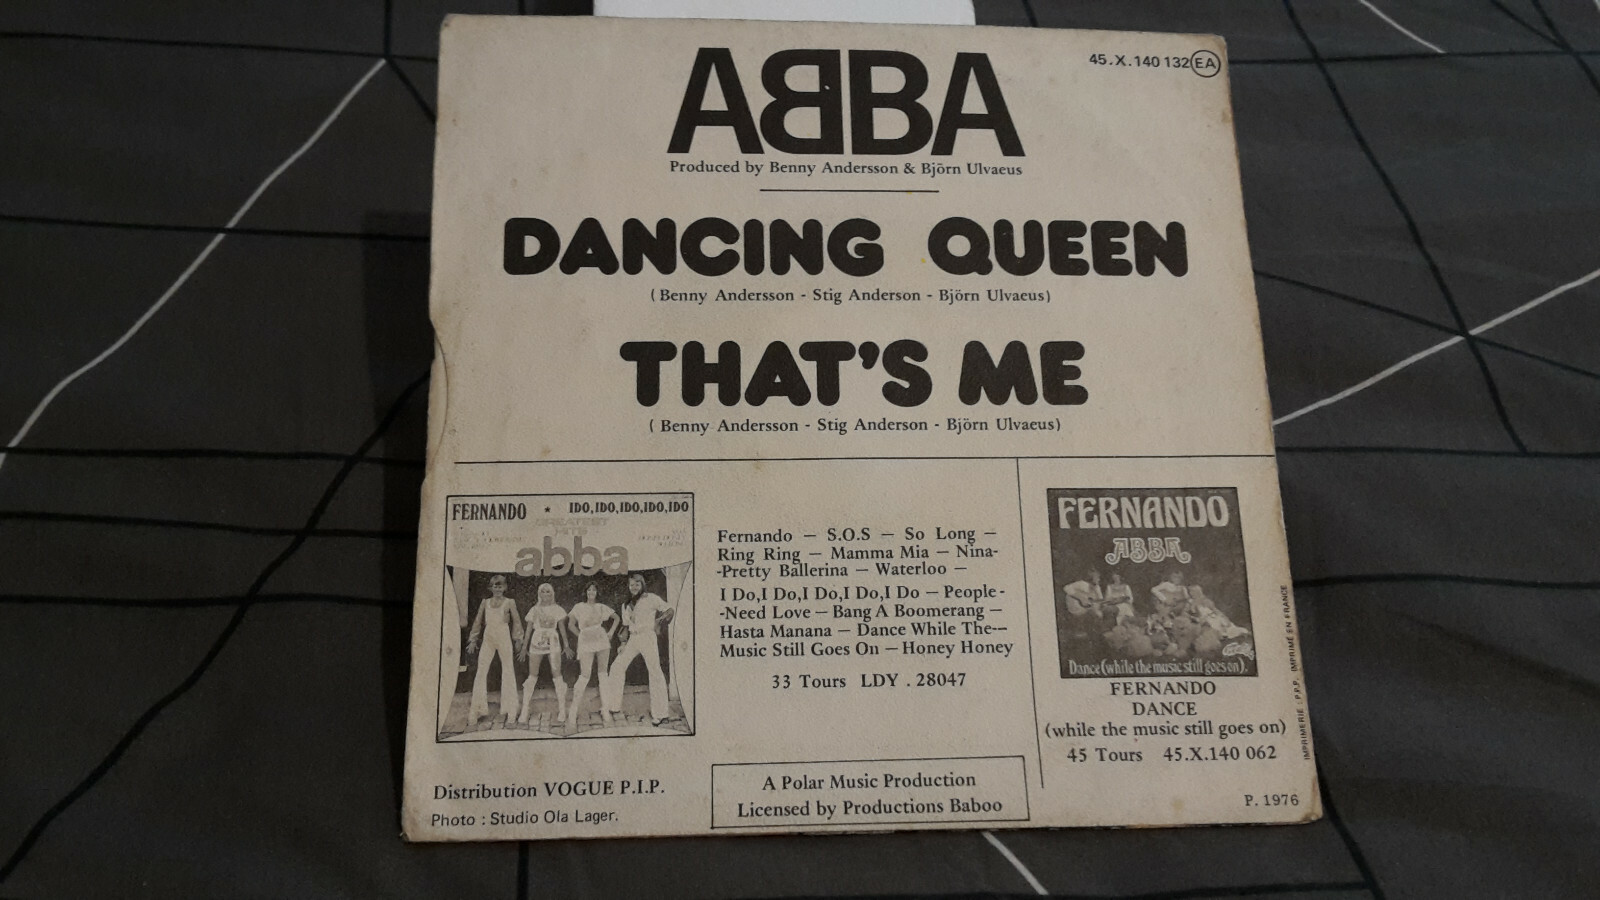 ABBA
45.X.140 132 EA
Produced by Benny Andersson & Björn Ulvaeus
DANCING QUEEN
(Benny Andersson - Stig Anderson - Björn Ulvaeus)
THAT'S ME
(Benny Andersson - Stig Anderson - Björn Ulvaeus)
FERNANDO * IDO, IDO, IDO, IDO, IDO
GREATEST
HITS
abba
Fernando — S.O.S — So Long —
Ring Ring — Mamma Mia — Nina-
-Pretty Ballerina — Waterloo —
I Do,I Do,I Do,I Do,I Do — People-
-Need Love — Bang A Boomerang —
Hasta Manana — Dance While The—
Music Still Goes On — Honey Honey
33 Tours LDY . 28047
FERNANDO
ABBA
Dance (while the music still goes on).
FERNANDO
DANCE
(while the music still goes on)
45 Tours 45.X.140 062
IMPRIMERIE : P.P.P. IMPRIMÉ EN FRANCE
Distribution VOGUE P.I.P.
Photo : Studio Ola Lager.
A Polar Music Production
Licensed by Productions Baboo
P. 1976